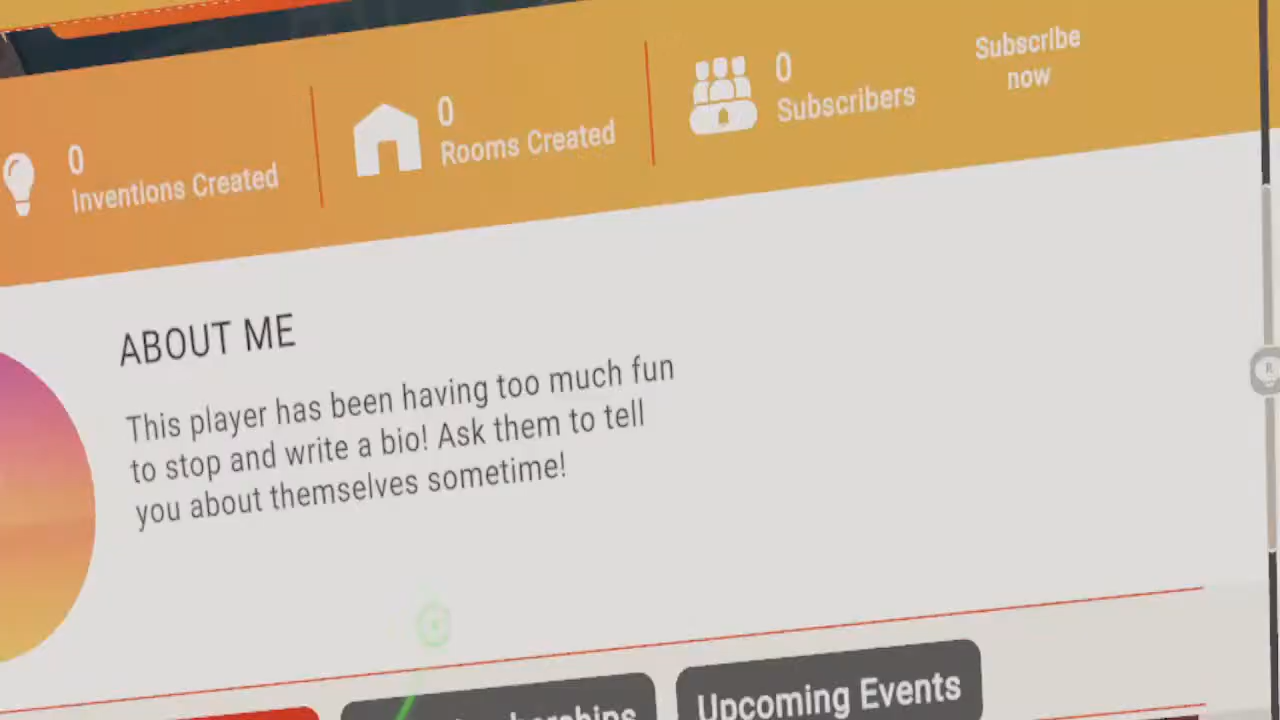 0
Inventions Created
0
Rooms Created
0
Subscribers
Subscribe
now
ABOUT ME
This player has been having too much fun
to stop and write a bio! Ask them to tell
you about themselves sometime!
Upcoming Events
R